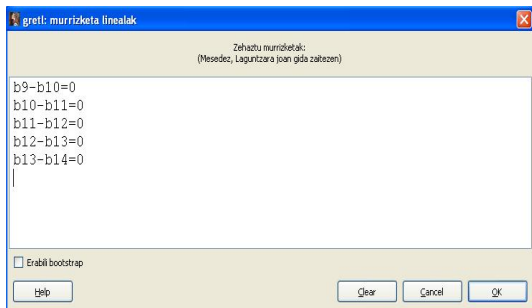 gretl: murrizketa linealak
Zehaztu murrizketak:
(Mesedez, Laguntzara joan gida zaitezen)
b9-b10=0
b10-b11=0
b11-b12=0
b12-b13=0
b13-b14=0
Erabili bootstrap
Help
Clear
Cancel
OK